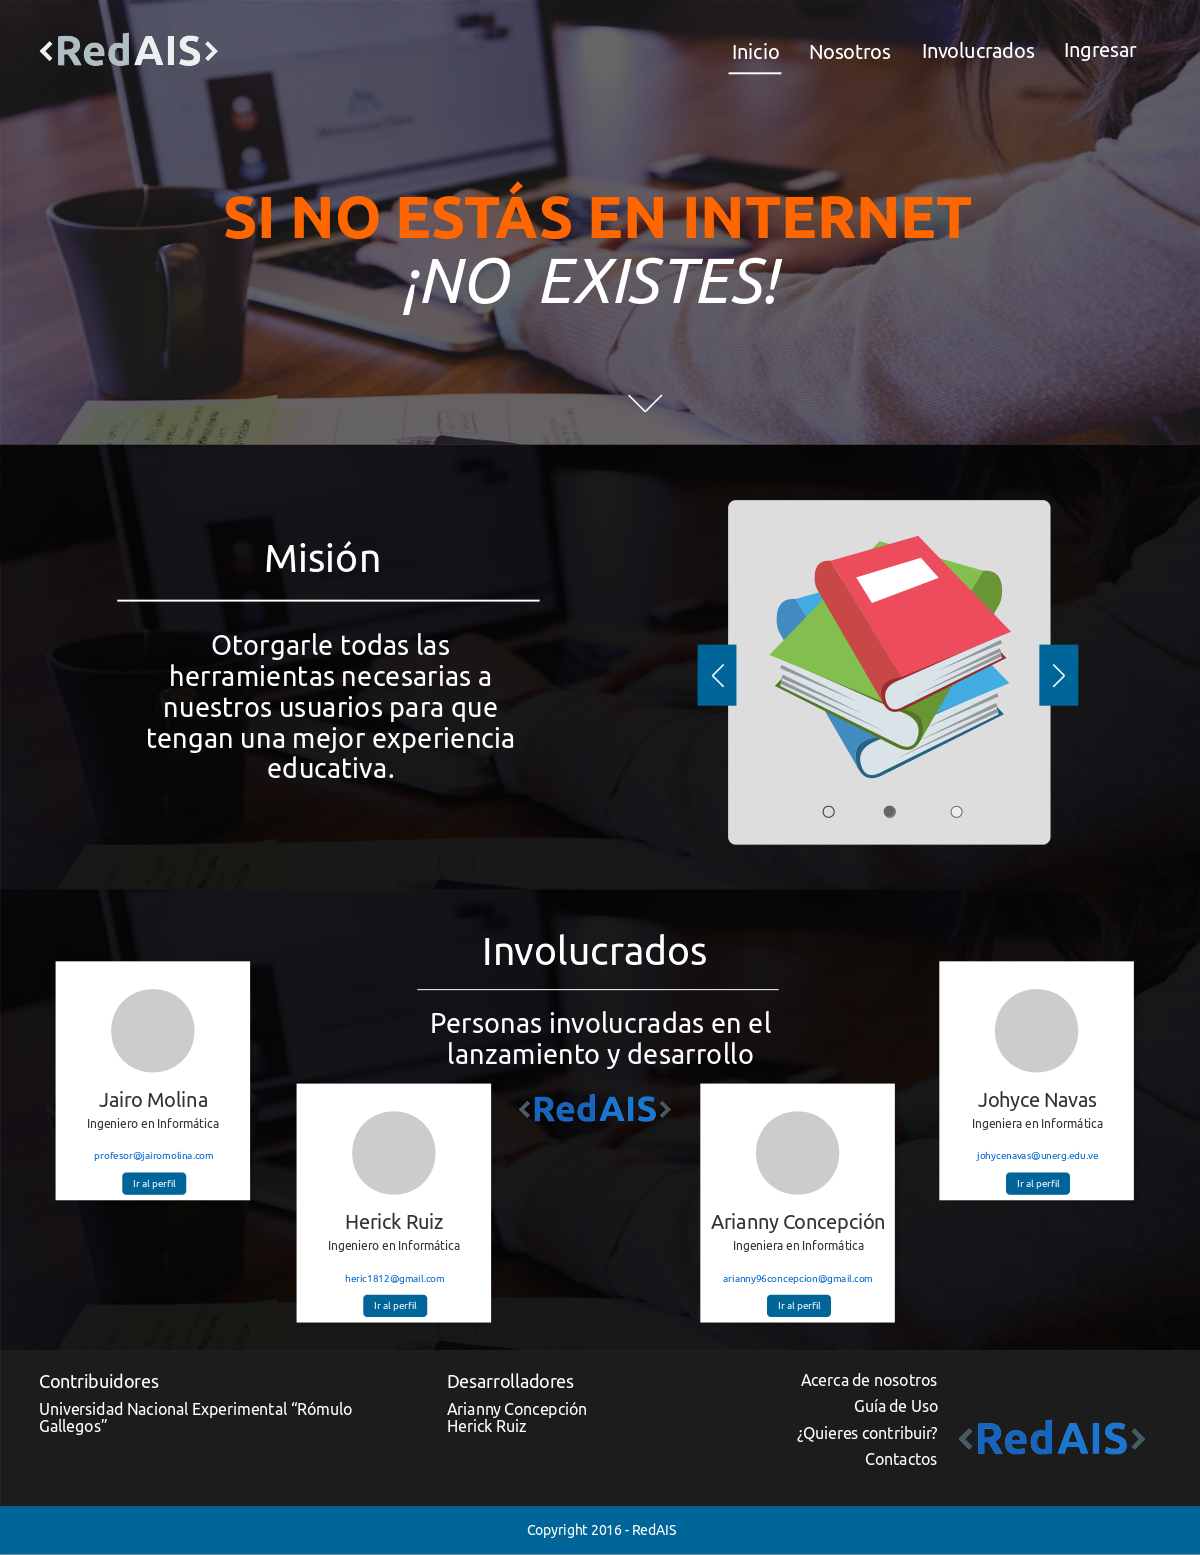 <RedAIS>
Inicio
Nosotros
Involucrados
Ingresar
SI NO ESTÁS EN INTERNET
¡NO EXISTES!
Misión
Otorgarle todas las
herramientas necesarias a
nuestros usuarios para que
tengan una mejor experiencia
educativa.
Involucrados
Personas involucradas en el
lanzamiento y desarrollo
<RedAIS>
Jairo Molina
Ingeniero en Informática
profesor@jairomolina.com
Ir al perfil
Herick Ruiz
Ingeniero en Informática
heric1812@gmail.com
Ir al perfil
Arianny Concepción
Ingeniera en Informática
arianny96concepcion@gmail.com
Ir al perfil
Johyce Navas
Ingeniera en Informática
johycenavas@unerg.edu.ve
Ir al perfil
Contribuidores
Universidad Nacional Experimental “Rómulo
Gallegos”
Desarrolladores
Arianny Concepción
Herick Ruiz
Acerca de nosotros
Guía de Uso
¿Quieres contribuir?
Contactos
<RedAIS>
Copyright 2016 - RedAIS